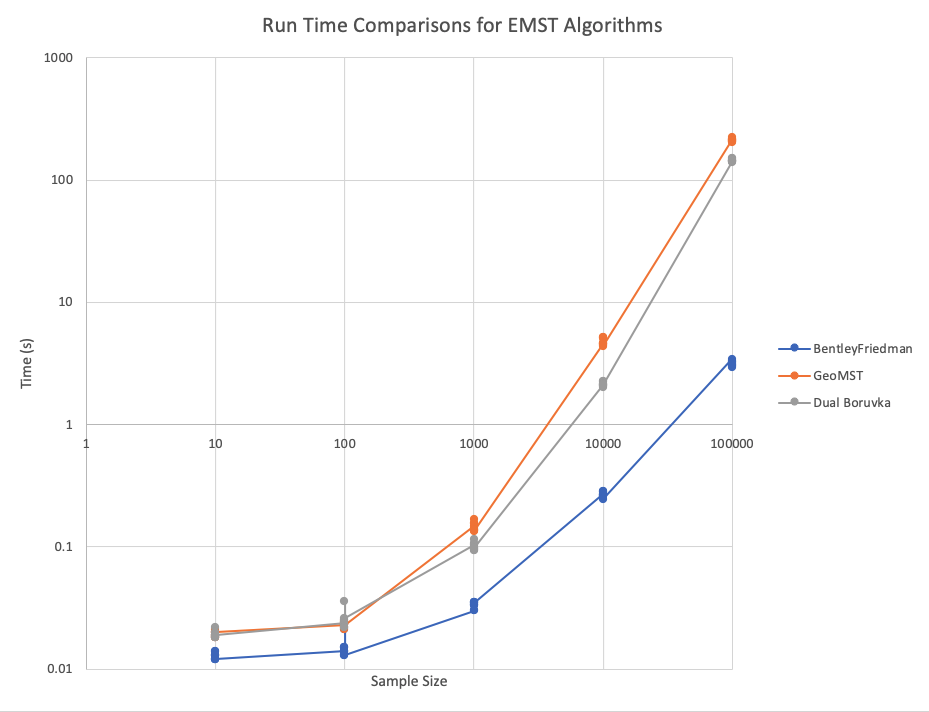 Run Time Comparisons for EMST Algorithms
1000
100
10
1
0.1
0.01
Time (s)
1 10 100 1000 10000 100000
Sample Size
BentleyFriedman
GeoMST
Dual Boruvka